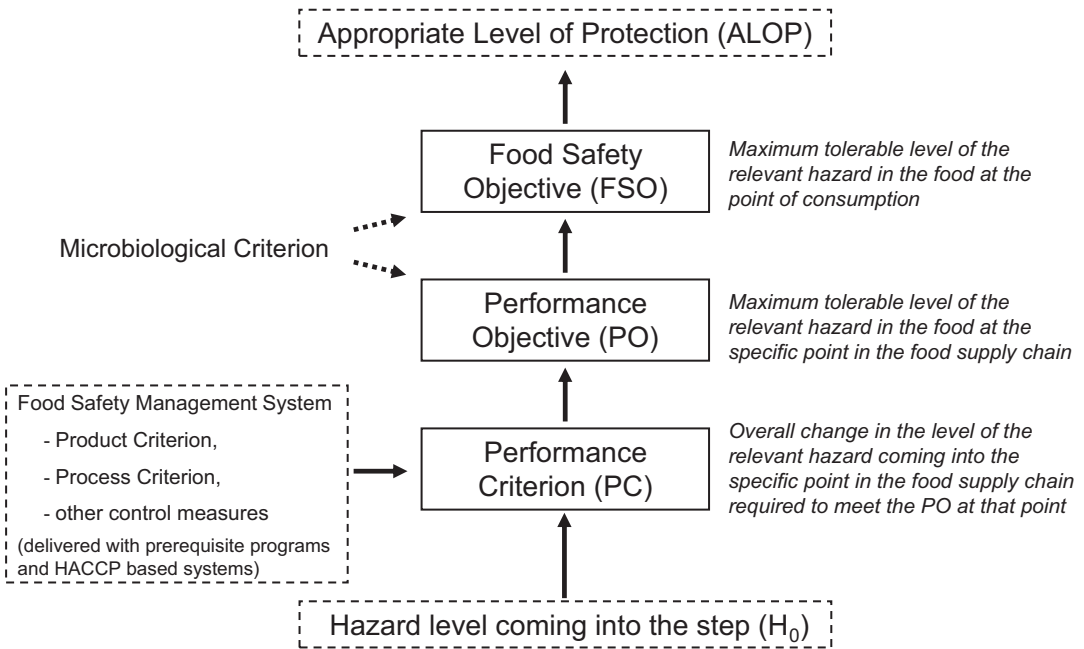 Appropriate Level of Protection (ALOP)
Food Safety
Objective (FSO)
Maximum tolerable level of the
relevant hazard in the food at the
point of consumption
Microbiological Criterion
Performance
Objective (PO)
Maximum tolerable level of the
relevant hazard in the food at the
specific point in the food supply chain
Food Safety Management System
- Product Criterion,
- Process Criterion,
- other control measures
(delivered with prerequisite programs
and HACCP based systems)
Performance
Criterion (PC)
Overall change in the level of the
relevant hazard coming into the
specific point in the food supply chain
required to meet the PO at that point
Hazard level coming into the step (H₀)